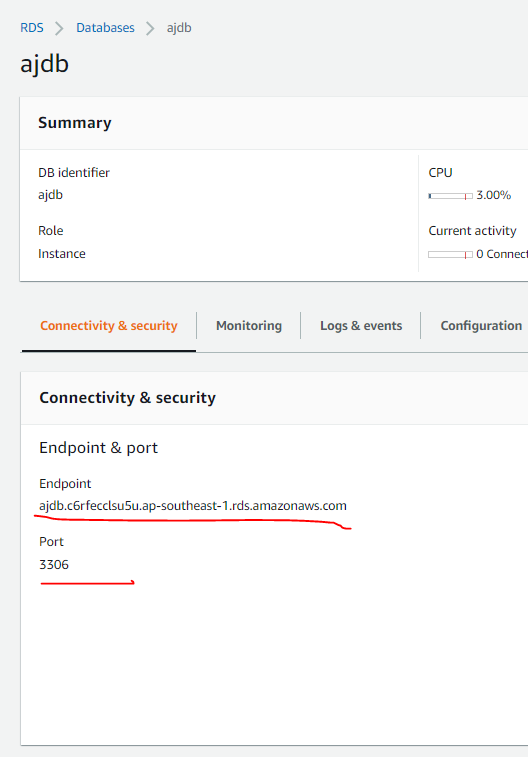 RDS > Databases > ajdb
ajdb
Summary
DB identifier
ajdb
CPU
3.00%
Role
Instance
Current activity
0 Connect
Connectivity & security
Monitoring
Logs & events
Configuration
Connectivity & security
Endpoint & port
Endpoint
ajdb.c6rfecclsu5u.ap-southeast-1.rds.amazonaws.com
Port
3306